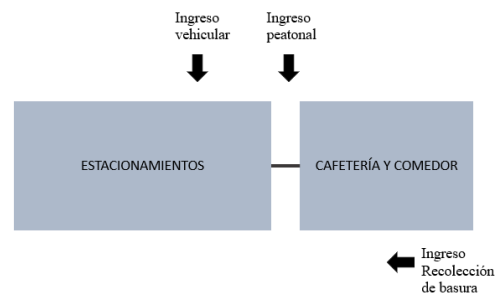 Ingreso
vehicular
Ingreso
peatonal
ESTACIONAMIENTOS
CAFETERÍA Y COMEDOR
Ingreso
Recolección
de basura